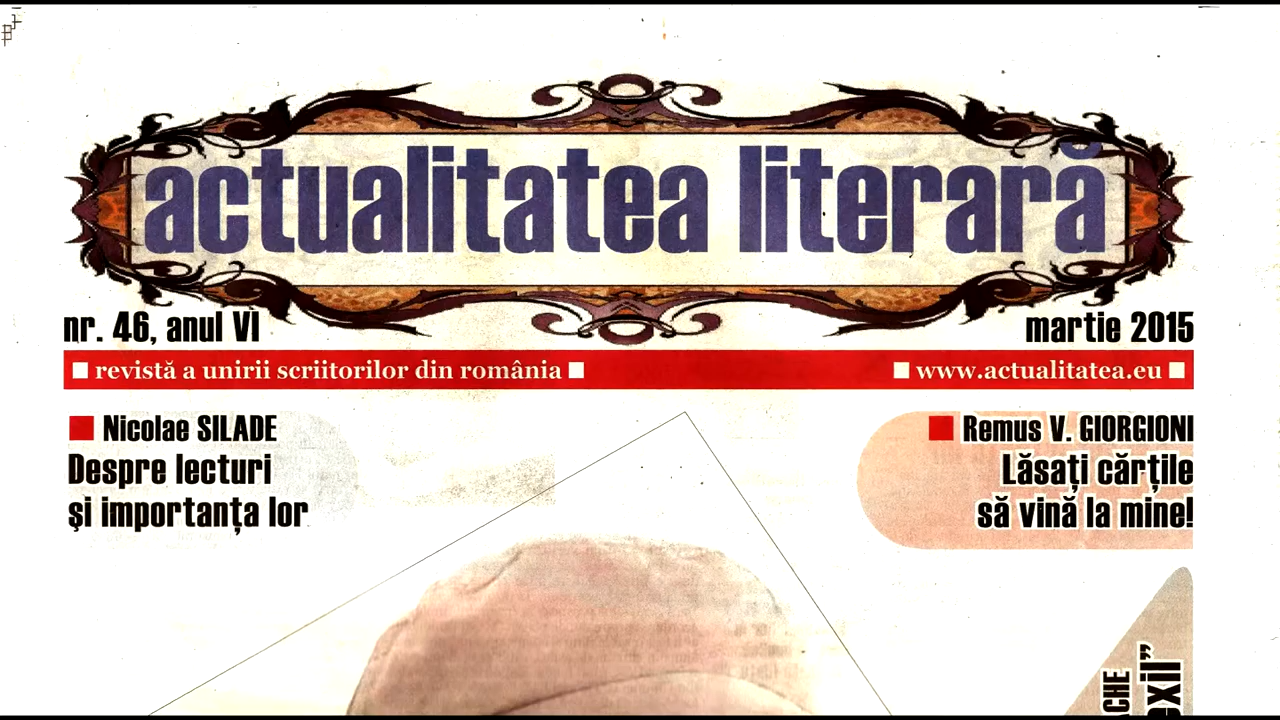 actualitatea literară
nr. 46, anul VI
martie 2015
revistă a unirii scriitorilor din românia
www.actualitatea.eu
Nicolae SILADE
Despre lecturi
şi importanța lor
Remus V. GIORGIONI
Lăsați cărțile
să vină la mine!